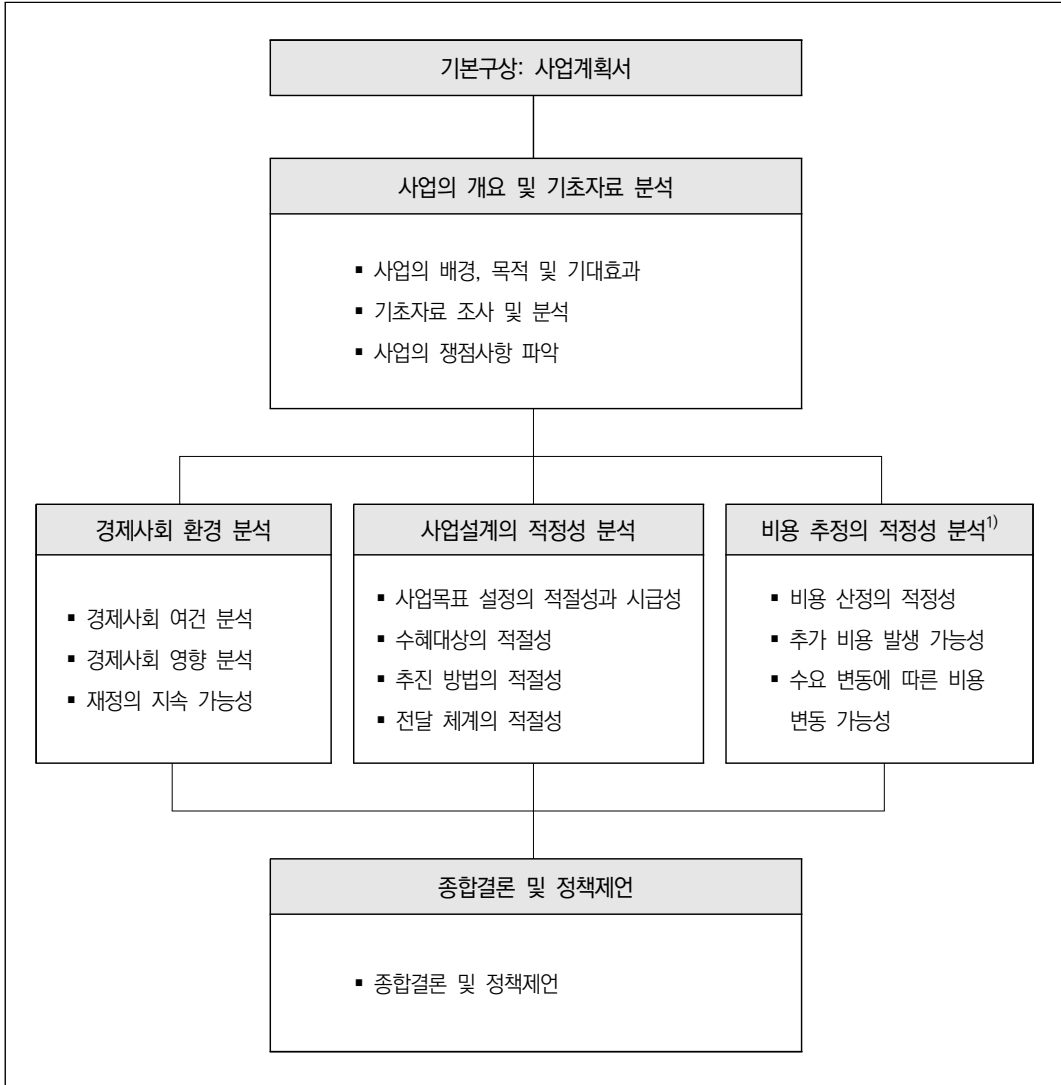 기본구상: 사업계획서
사업의 개요 및 기초자료 분석
▪ 사업의 배경, 목적 및 기대효과
▪ 기초자료 조사 및 분석
▪ 사업의 쟁점사항 파악
경제사회 환경 분석
▪ 경제사회 여건 분석
▪ 경제사회 영향 분석
▪ 재정의 지속 가능성
사업설계의 적정성 분석
▪ 사업목표 설정의 적절성과 시급성
▪ 수혜대상의 적절성
▪ 추진 방법의 적절성
▪ 전달 체계의 적절성
비용 추정의 적정성 분석1)
▪ 비용 산정의 적정성
▪ 추가 비용 발생 가능성
▪ 수요 변동에 따른 비용
변동 가능성
종합결론 및 정책제언
▪ 종합결론 및 정책제언